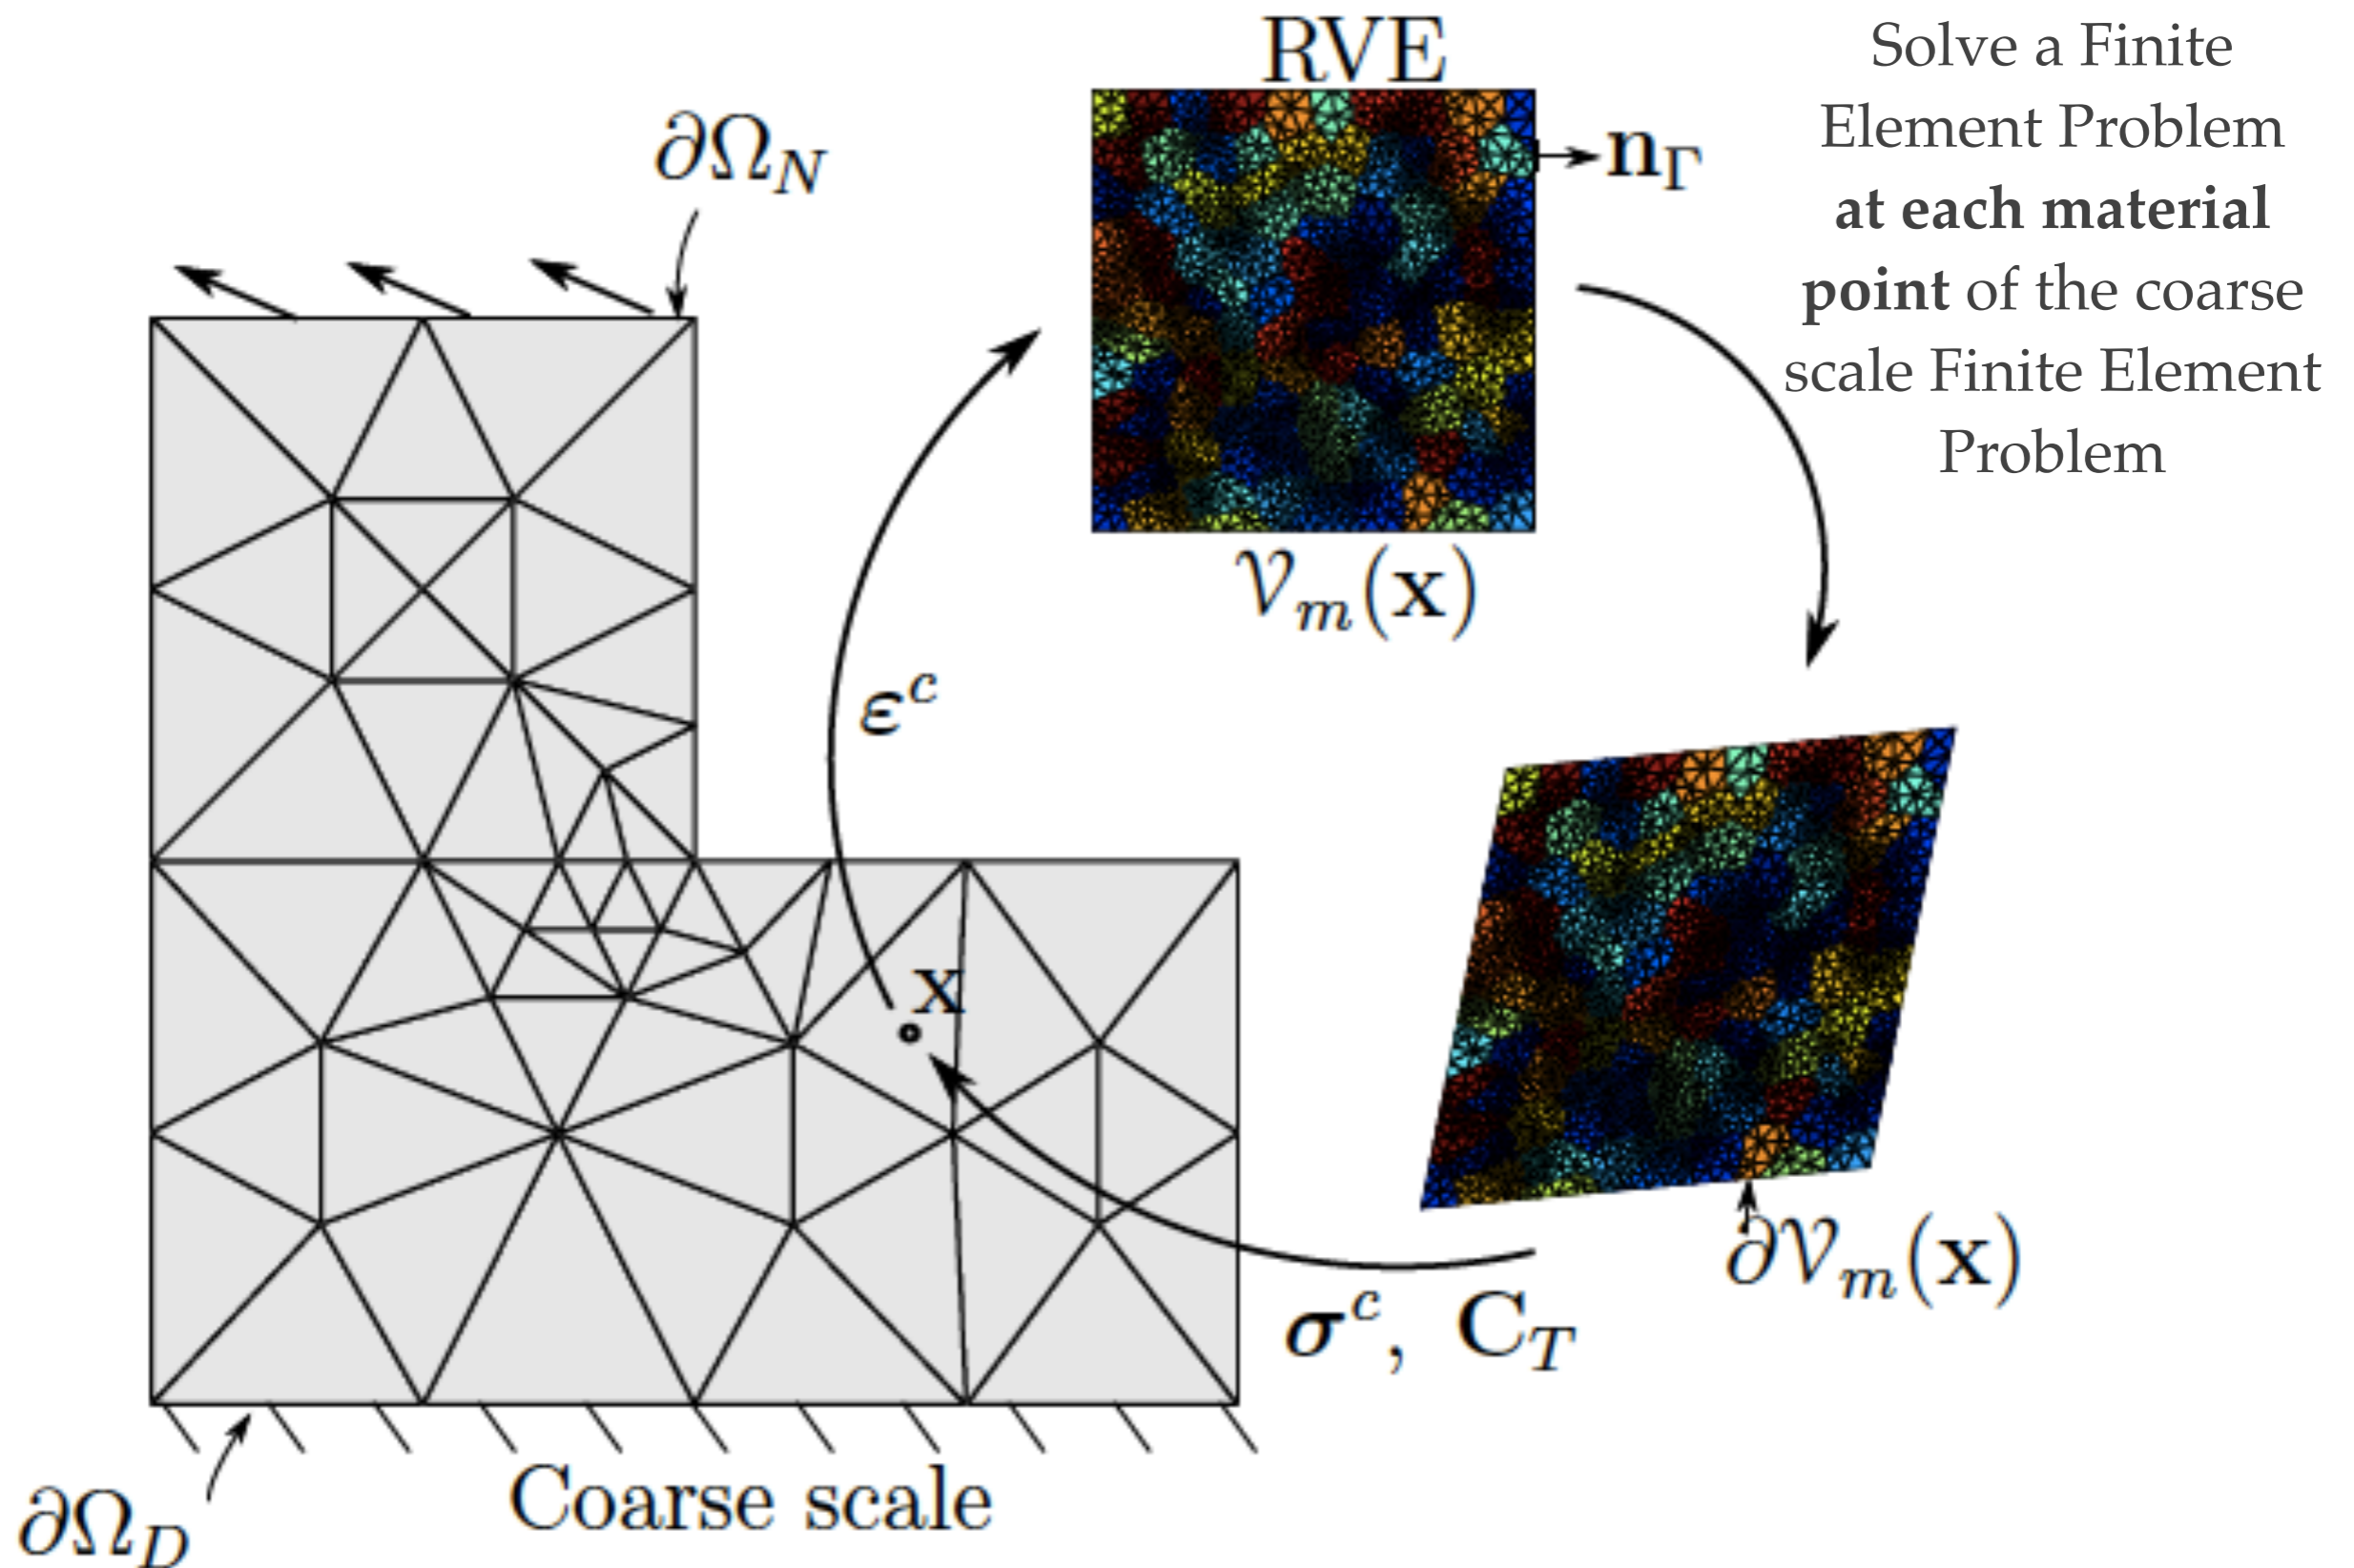 RVE
Solve a Finite
Element Problem
at each material
point of the coarse
scale Finite Element
Problem
∂Ω_N
n_Γ
𝒱_m(x)
ε^c
x
∂𝒱_m(x)
σ^c, C_T
Coarse scale
∂Ω_D